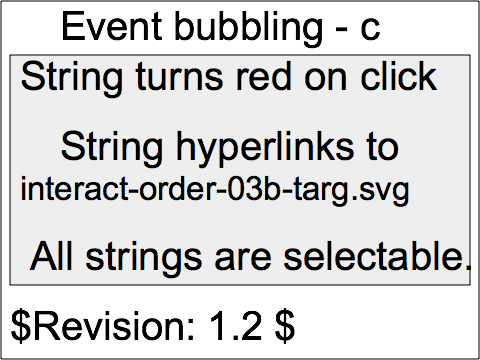 Event bubbling - c
String turns red on click
String hyperlinks to
interact-order-03b-targ.svg
All strings are selectable.
$Revision: 1.2 $